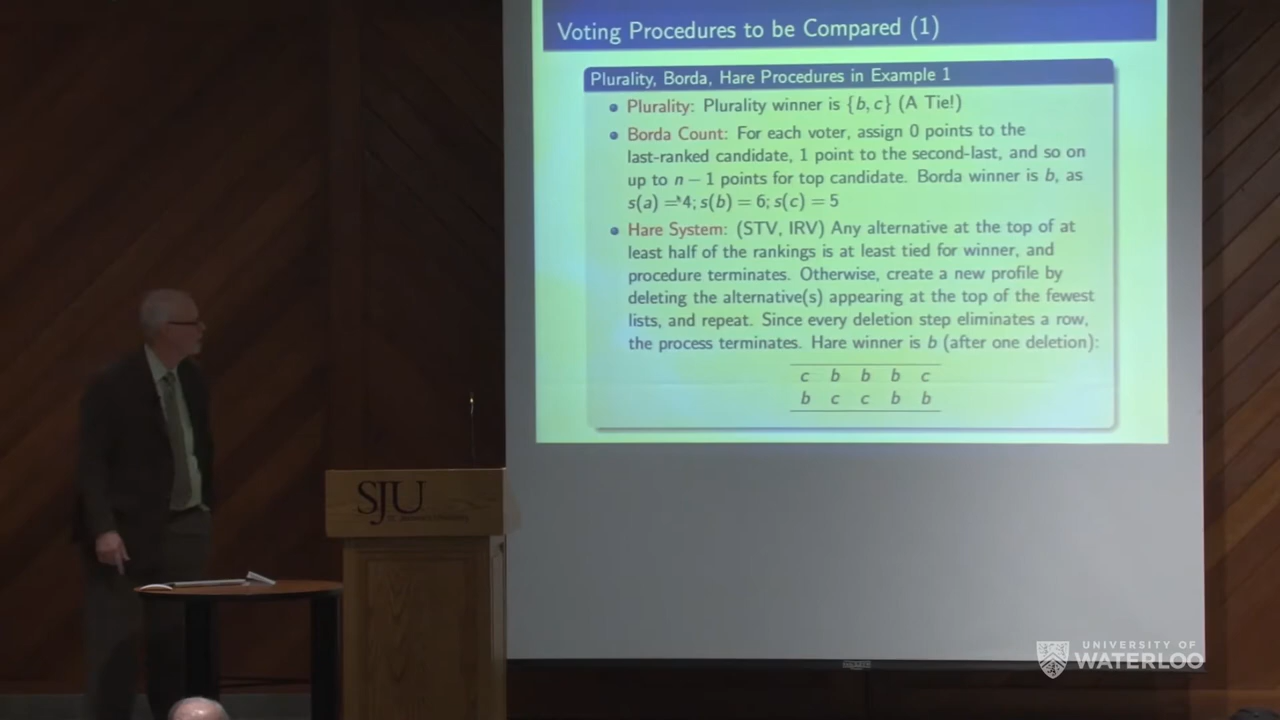 Voting Procedures to be Compared (1)
Plurality, Borda, Hare Procedures in Example 1
• Plurality: Plurality winner is {b, c} (A Tie!)
• Borda Count: For each voter, assign 0 points to the
last-ranked candidate, 1 point to the second-last, and so on
up to n − 1 points for top candidate. Borda winner is b, as
s(a) = 4; s(b) = 6; s(c) = 5
• Hare System: (STV, IRV) Any alternative at the top of at
least half of the rankings is at least tied for winner, and
procedure terminates. Otherwise, create a new profile by
deleting the alternative(s) appearing at the top of the fewest
lists, and repeat. Since every deletion step eliminates a row,
the process terminates. Hare winner is b (after one deletion):
c b b b c
b c c b b
SJU
UNIVERSITY OF
WATERLOO